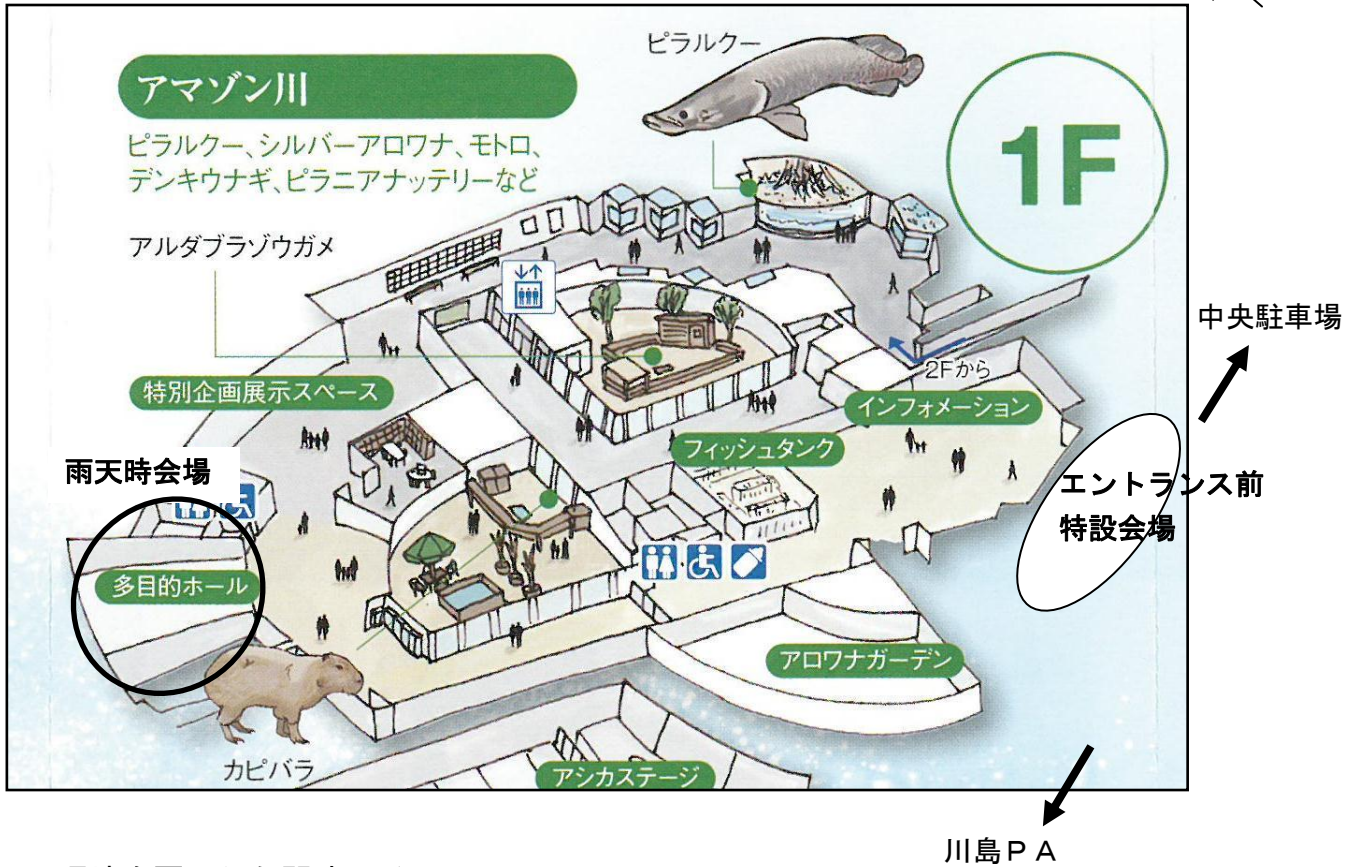 ピラルクー
アマゾン川
ピラルクー、シルバーアロワナ、モトロ、
デンキウナギ、ピラニアナッテリーなど
1F
アルダブラゾウガメ
中央駐車場
2Fから
特別企画展示スペース
インフォメーション
フィッシュタンク
雨天時会場
エントランス前
特設会場
多目的ホール
アロワナガーデン
カピバラ
アシカステージ
川島PA